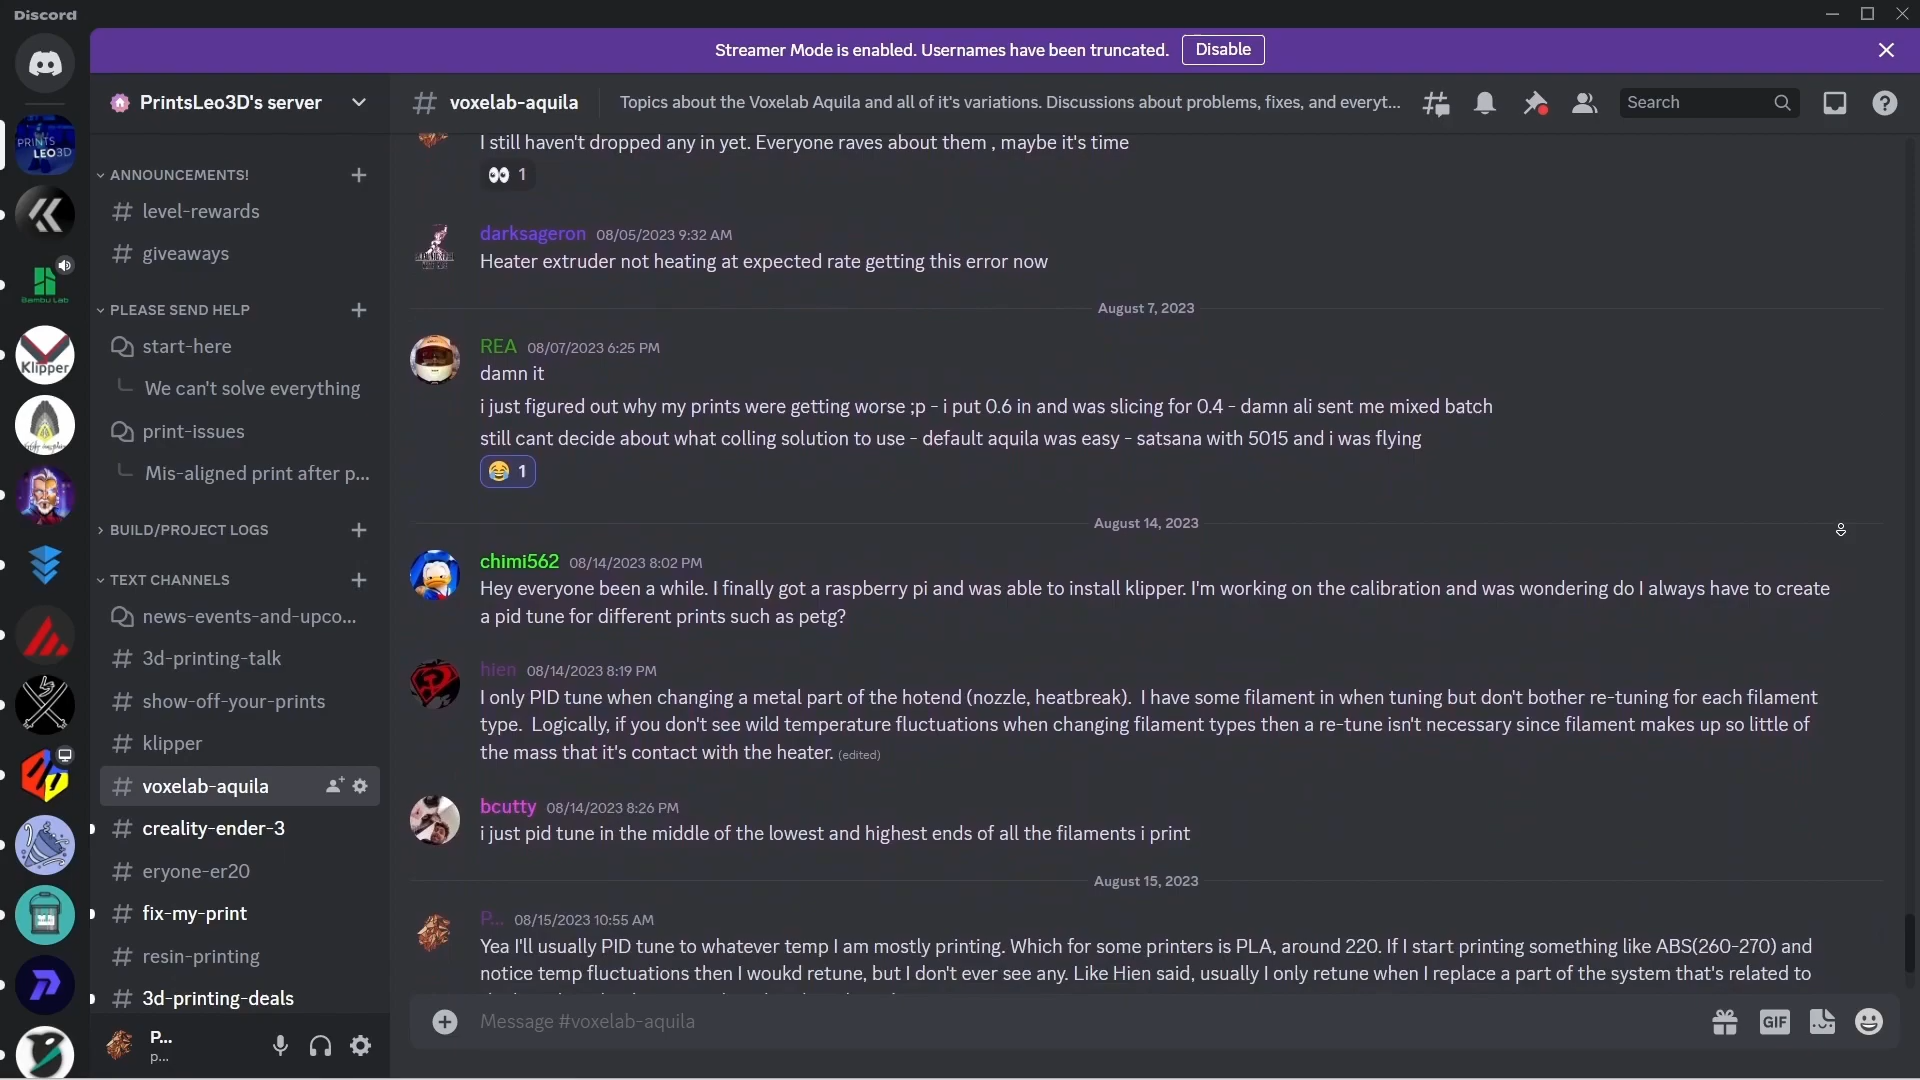 Discord
Streamer Mode is enabled. Usernames have been truncated. Disable
PRINTS
LEO3D
Bambu Lab
Klipper
PrintsLeo3D's server
ANNOUNCEMENTS!
level-rewards
giveaways
PLEASE SEND HELP
start-here
We can't solve everything
print-issues
Mis-aligned print after p...
BUILD/PROJECT LOGS
TEXT CHANNELS
news-events-and-upco...
3d-printing-talk
show-off-your-prints
klipper
voxelab-aquila
creality-ender-3
eryone-er20
fix-my-print
resin-printing
3d-printing-deals
P...
p...
voxelab-aquila
Topics about the Voxelab Aquila and all of it's variations. Discussions about problems, fixes, and everyt...
Search
I still haven't dropped any in yet. Everyone raves about them , maybe it's time
👀 1
darksageron 08/05/2023 9:32 AM
Heater extruder not heating at expected rate getting this error now
August 7, 2023
REA 08/07/2023 6:25 PM
damn it
i just figured out why my prints were getting worse ;p - i put 0.6 in and was slicing for 0.4 - damn ali sent me mixed batch
still cant decide about what colling solution to use - default aquila was easy - satsana with 5015 and i was flying
😂 1
August 14, 2023
chimi562 08/14/2023 8:02 PM
Hey everyone been a while. I finally got a raspberry pi and was able to install klipper. I'm working on the calibration and was wondering do I always have to create
a pid tune for different prints such as petg?
hien 08/14/2023 8:19 PM
I only PID tune when changing a metal part of the hotend (nozzle, heatbreak). I have some filament in when tuning but don't bother re-tuning for each filament
type. Logically, if you don't see wild temperature fluctuations when changing filament types then a re-tune isn't necessary since filament makes up so little of
the mass that it's contact with the heater. (edited)
bcutty 08/14/2023 8:26 PM
i just pid tune in the middle of the lowest and highest ends of all the filaments i print
August 15, 2023
P... 08/15/2023 10:55 AM
Yea I'll usually PID tune to whatever temp I am mostly printing. Which for some printers is PLA, around 220. If I start printing something like ABS(260-270) and
notice temp fluctuations then I woukd retune, but I don't ever see any. Like Hien said, usually I only retune when I replace a part of the system that's related to
Message #voxelab-aquila
GIF